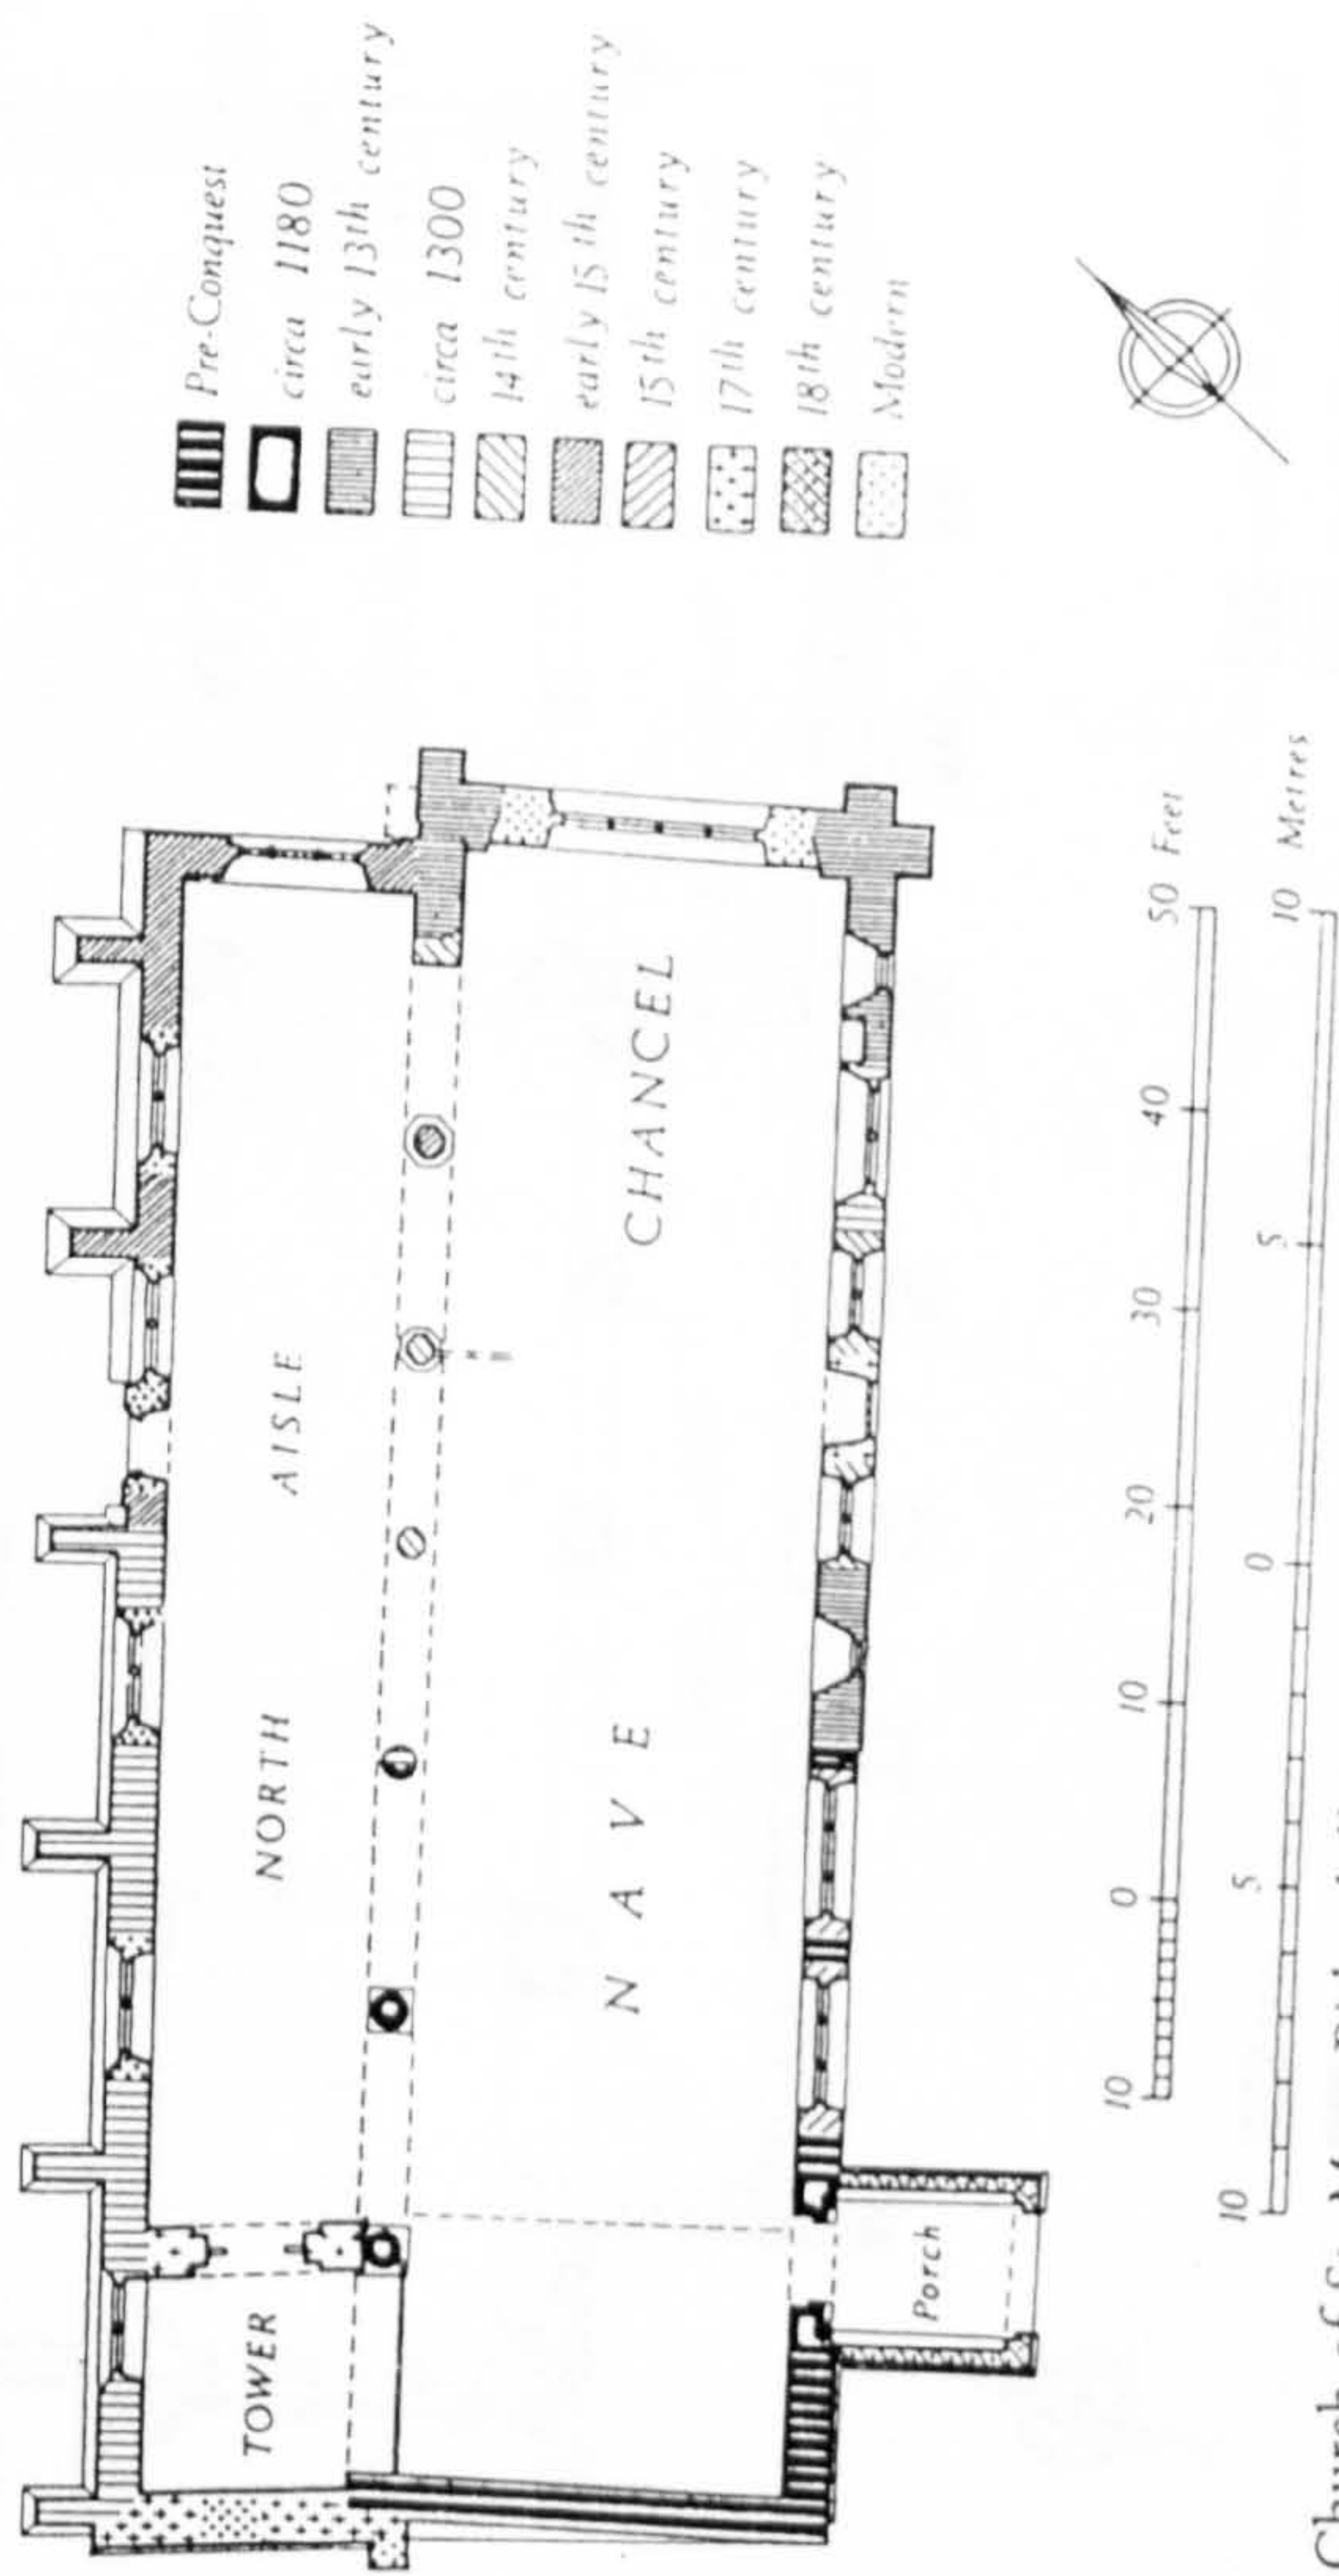 Pre-Conquest
circa 1180
early 13th century
circa 1300
14th century
early 15th century
15th century
17th century
18th century
Modern
NORTH AISLE
CHANCEL
NAVE
TOWER
Porch
10 0 10 20 30 40 50 Feet
10 5 0 5 10 Metres
Church of